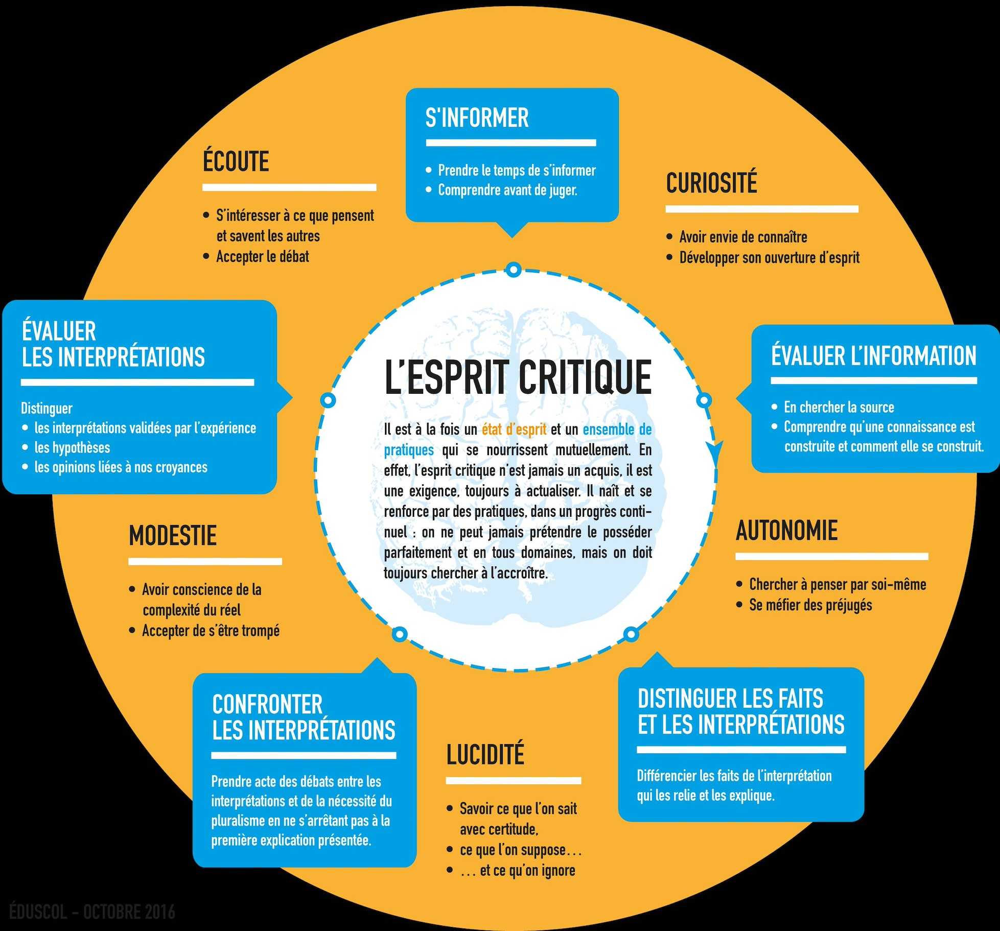 L'ESPRIT CRITIQUE
Il est à la fois un état d'esprit et un ensemble de
pratiques qui se nourrissent mutuellement. En
effet, l'esprit critique n'est jamais un acquis, il est
une exigence, toujours à actualiser. Il naît et se
renforce par des pratiques, dans un progrès conti-
nuel : on ne peut jamais prétendre le posséder
parfaitement et en tous domaines, mais on doit
toujours chercher à l'accroître.
S'INFORMER
• Prendre le temps de s'informer
• Comprendre avant de juger.
CURIOSITÉ
• Avoir envie de connaître
• Développer son ouverture d'esprit
ÉVALUER L'INFORMATION
• En chercher la source
• Comprendre qu'une connaissance est
construite et comment elle se construit.
AUTONOMIE
• Chercher à penser par soi-même
• Se méfier des préjugés
DISTINGUER LES FAITS
ET LES INTERPRÉTATIONS
Différencier les faits de l'interprétation
qui les relie et les explique.
LUCIDITÉ
• Savoir ce que l'on sait
avec certitude,
• ce que l'on suppose...
• ... et ce qu'on ignore
CONFRONTER
LES INTERPRÉTATIONS
Prendre acte des débats entre les
interprétations et de la nécessité du
pluralisme en ne s'arrêtant pas à la
première explication présentée.
MODESTIE
• Avoir conscience de la
complexité du réel
• Accepter de s'être trompé
ÉVALUER
LES INTERPRÉTATIONS
Distinguer
• les interprétations validées par l'expérience
• les hypothèses
• les opinions liées à nos croyances
ÉCOUTE
• S'intéresser à ce que pensent
et savent les autres
• Accepter le débat
ÉDUSCOL – OCTOBRE 2016